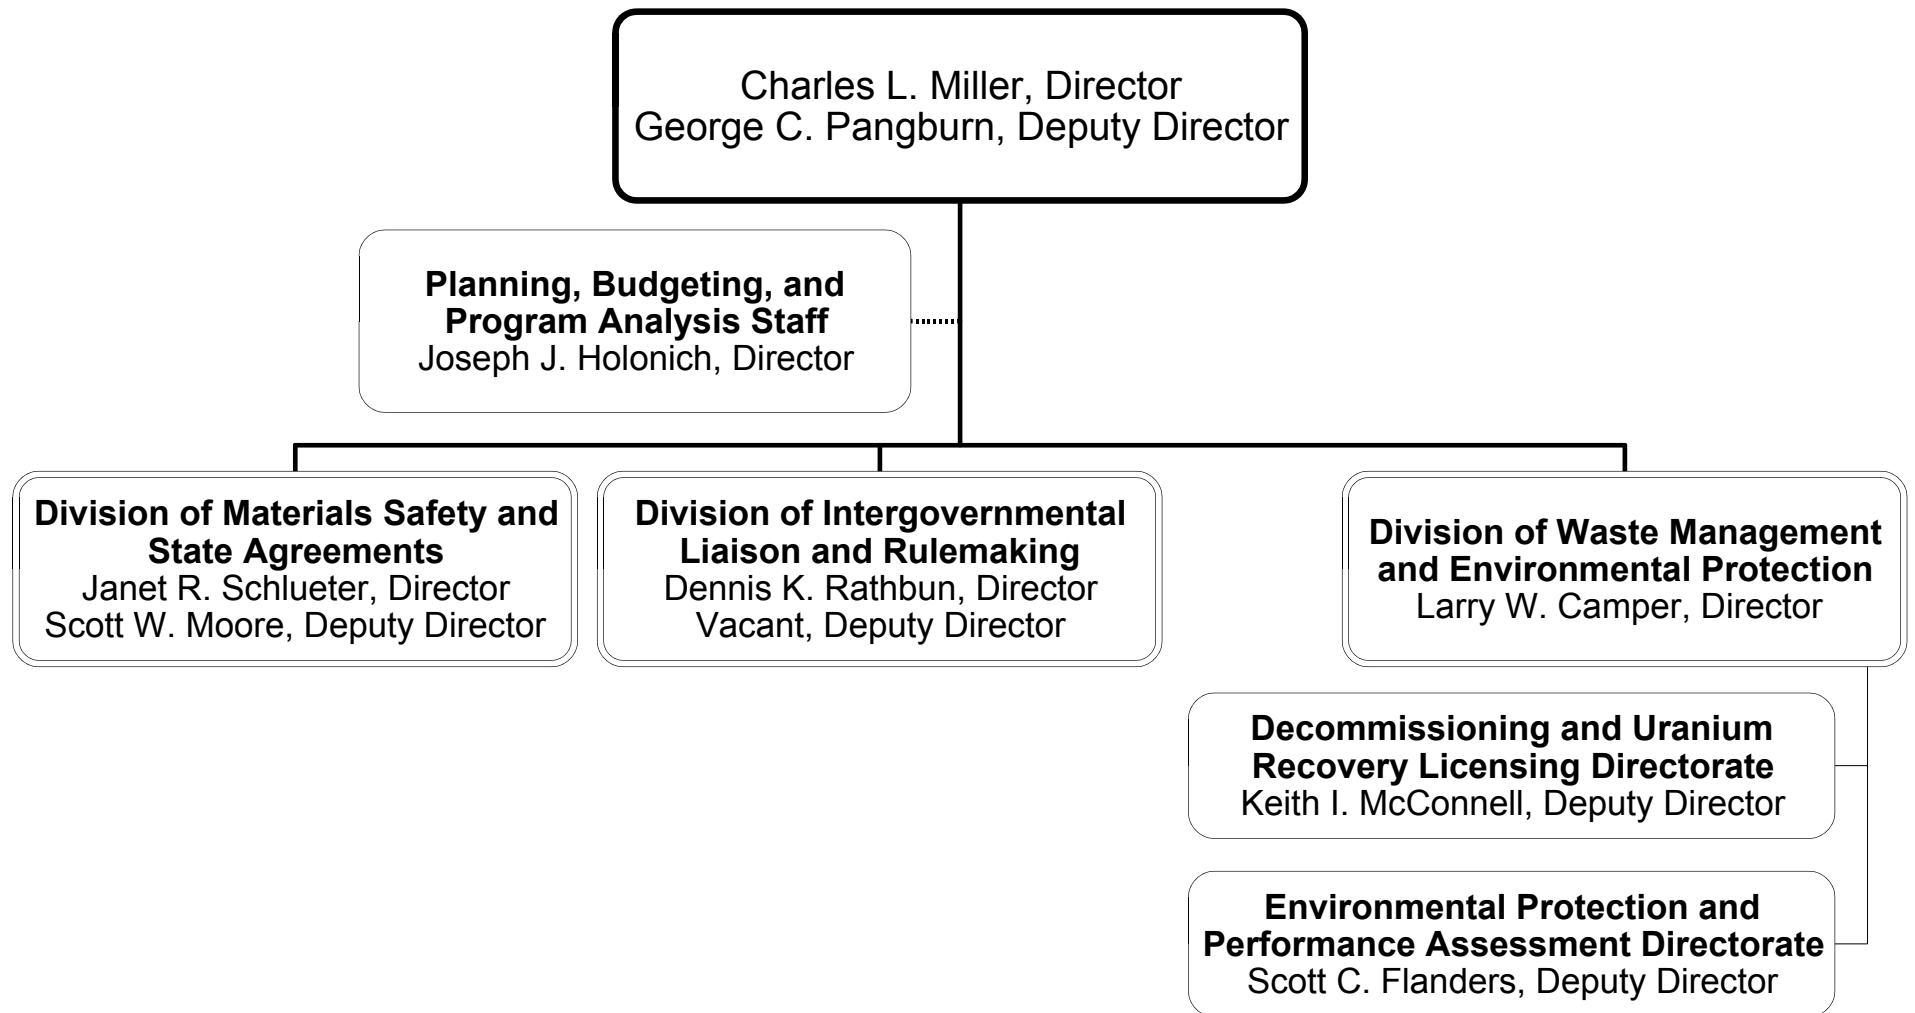 Charles L. Miller, Director
George C. Pangburn, Deputy Director
Planning, Budgeting, and
Program Analysis Staff
Joseph J. Holonich, Director
Division of Materials Safety and
State Agreements
Janet R. Schlueter, Director
Scott W. Moore, Deputy Director
Division of Intergovernmental
Liaison and Rulemaking
Dennis K. Rathbun, Director
Vacant, Deputy Director
Division of Waste Management
and Environmental Protection
Larry W. Camper, Director
Decommissioning and Uranium
Recovery Licensing Directorate
Keith I. McConnell, Deputy Director
Environmental Protection and
Performance Assessment Directorate
Scott C. Flanders, Deputy Director